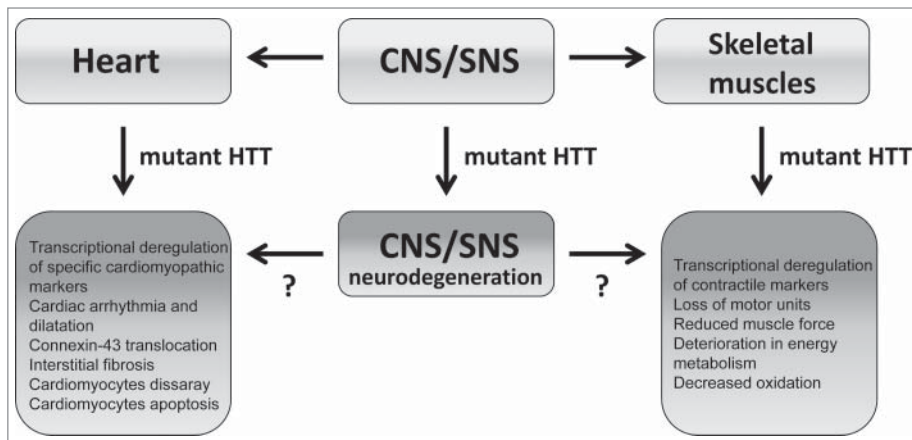 Heart
CNS/SNS
Skeletal
muscles
mutant HTT
mutant HTT
mutant HTT
Transcriptional deregulation
of specific cardiomyopathic
markers
Cardiac arrhythmia and
dilatation
Connexin-43 translocation
Interstitial fibrosis
Cardiomyocytes dissaray
Cardiomyocytes apoptosis
?
CNS/SNS
neurodegeneration
?
Transcriptional deregulation
of contractile markers
Loss of motor units
Reduced muscle force
Deterioration in energy
metabolism
Decreased oxidation